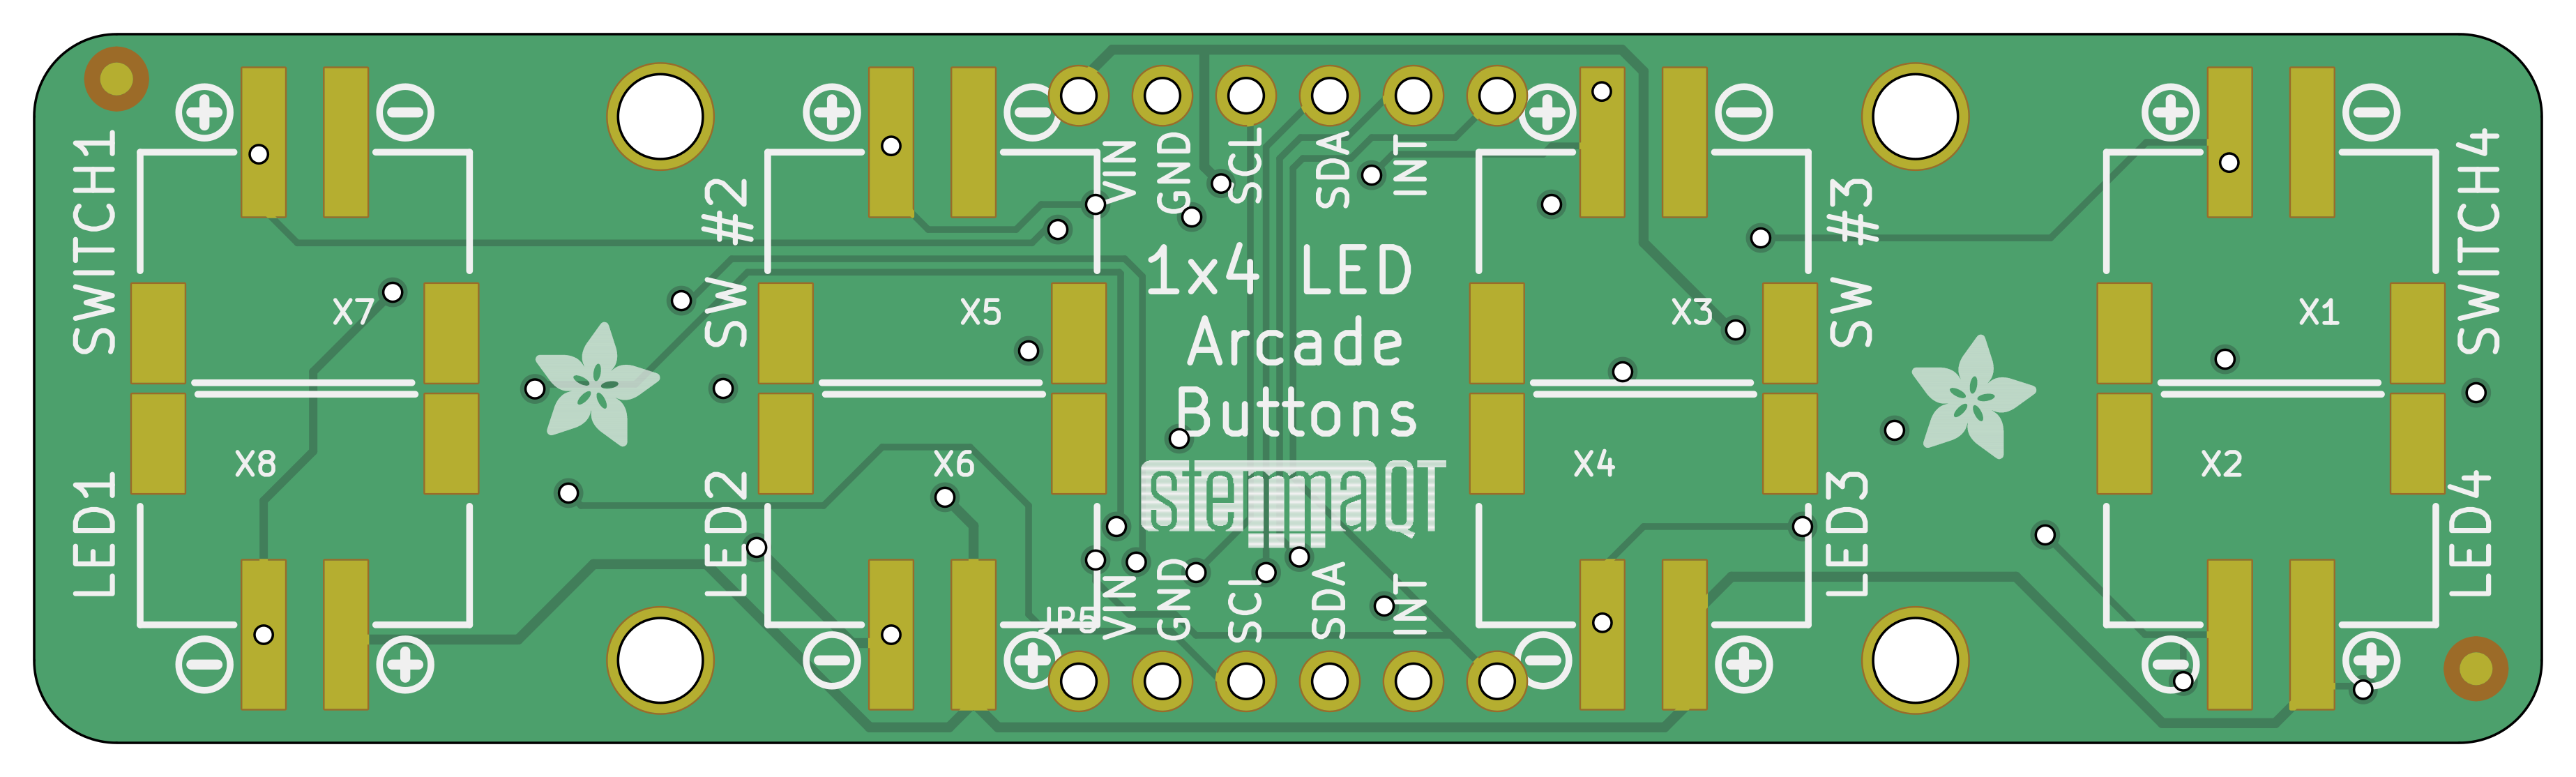 SWITCH1
LED1
X7
X8
SW #2
LED2
X5
X6
JP5
VIN
GND
SCL
SDA
INT
1x4 LED
Arcade
Buttons
stemma QT
VIN
GND
SCL
SDA
INT
X3
X4
SW #3
LED3
X1
X2
SWITCH4
LED4